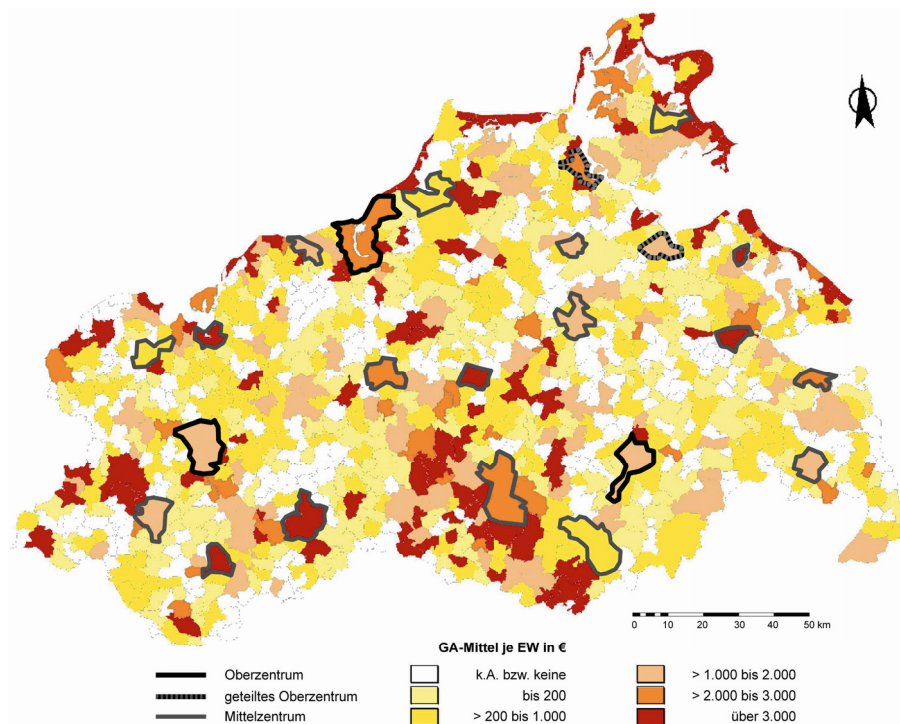 0 10 20 30 40 50 km
GA-Mittel je EW in €
Oberzentrum
geteiltes Oberzentrum
Mittelzentrum
k.A. bzw. keine
bis 200
> 200 bis 1.000
> 1.000 bis 2.000
> 2.000 bis 3.000
über 3.000